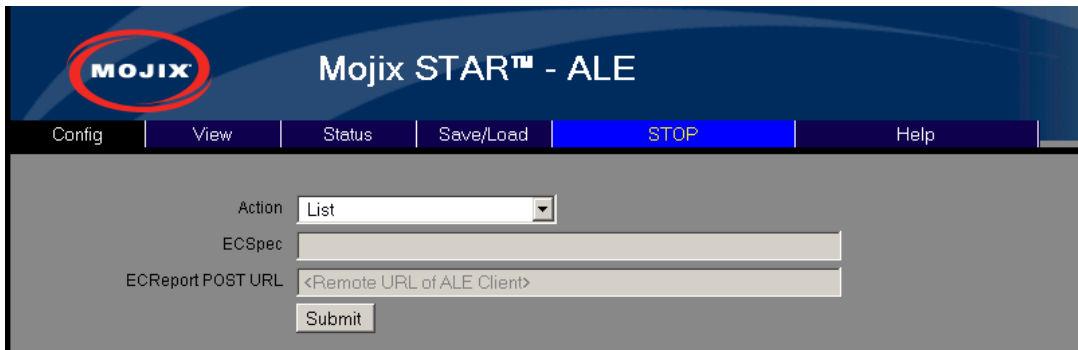 MOJIX
Mojix STAR™ - ALE
Config View Status Save/Load STOP Help
Action List
ECSpec
ECReport POST URL <Remote URL of ALE Client>
Submit